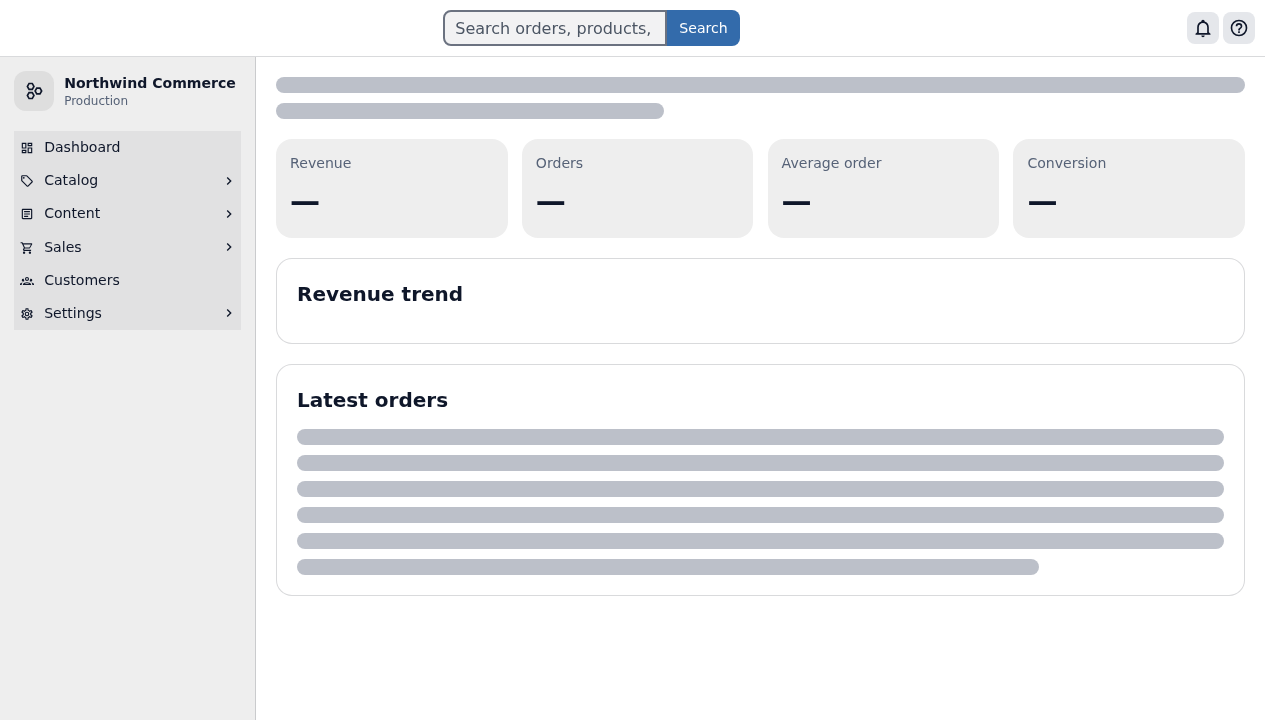 Search orders, products,
Search
Northwind Commerce
Production
Dashboard
Catalog
Content
Sales
Customers
Settings
Revenue
—
Orders
—
Average order
—
Conversion
—
Revenue trend
Latest orders